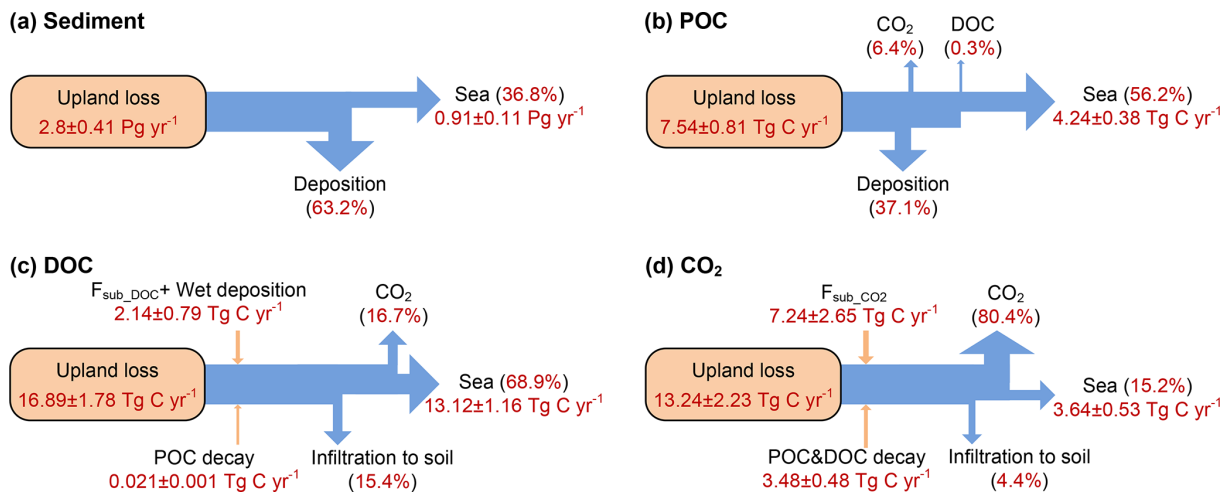 (a) Sediment
Upland loss
2.8±0.41 Pg yr⁻¹
Sea (36.8%)
0.91±0.11 Pg yr⁻¹
Deposition
(63.2%)
(b) POC
CO₂
(6.4%)
DOC
(0.3%)
Upland loss
7.54±0.81 Tg C yr⁻¹
Sea (56.2%)
4.24±0.38 Tg C yr⁻¹
Deposition
(37.1%)
(c) DOC
F_sub_DOC+ Wet deposition
2.14±0.79 Tg C yr⁻¹
CO₂
(16.7%)
Upland loss
16.89±1.78 Tg C yr⁻¹
Sea (68.9%)
13.12±1.16 Tg C yr⁻¹
POC decay
0.021±0.001 Tg C yr⁻¹
Infiltration to soil
(15.4%)
(d) CO₂
F_sub_CO2
7.24±2.65 Tg C yr⁻¹
CO₂
(80.4%)
Upland loss
13.24±2.23 Tg C yr⁻¹
Sea (15.2%)
3.64±0.53 Tg C yr⁻¹
POC&DOC decay
3.48±0.48 Tg C yr⁻¹
Infiltration to soil
(4.4%)